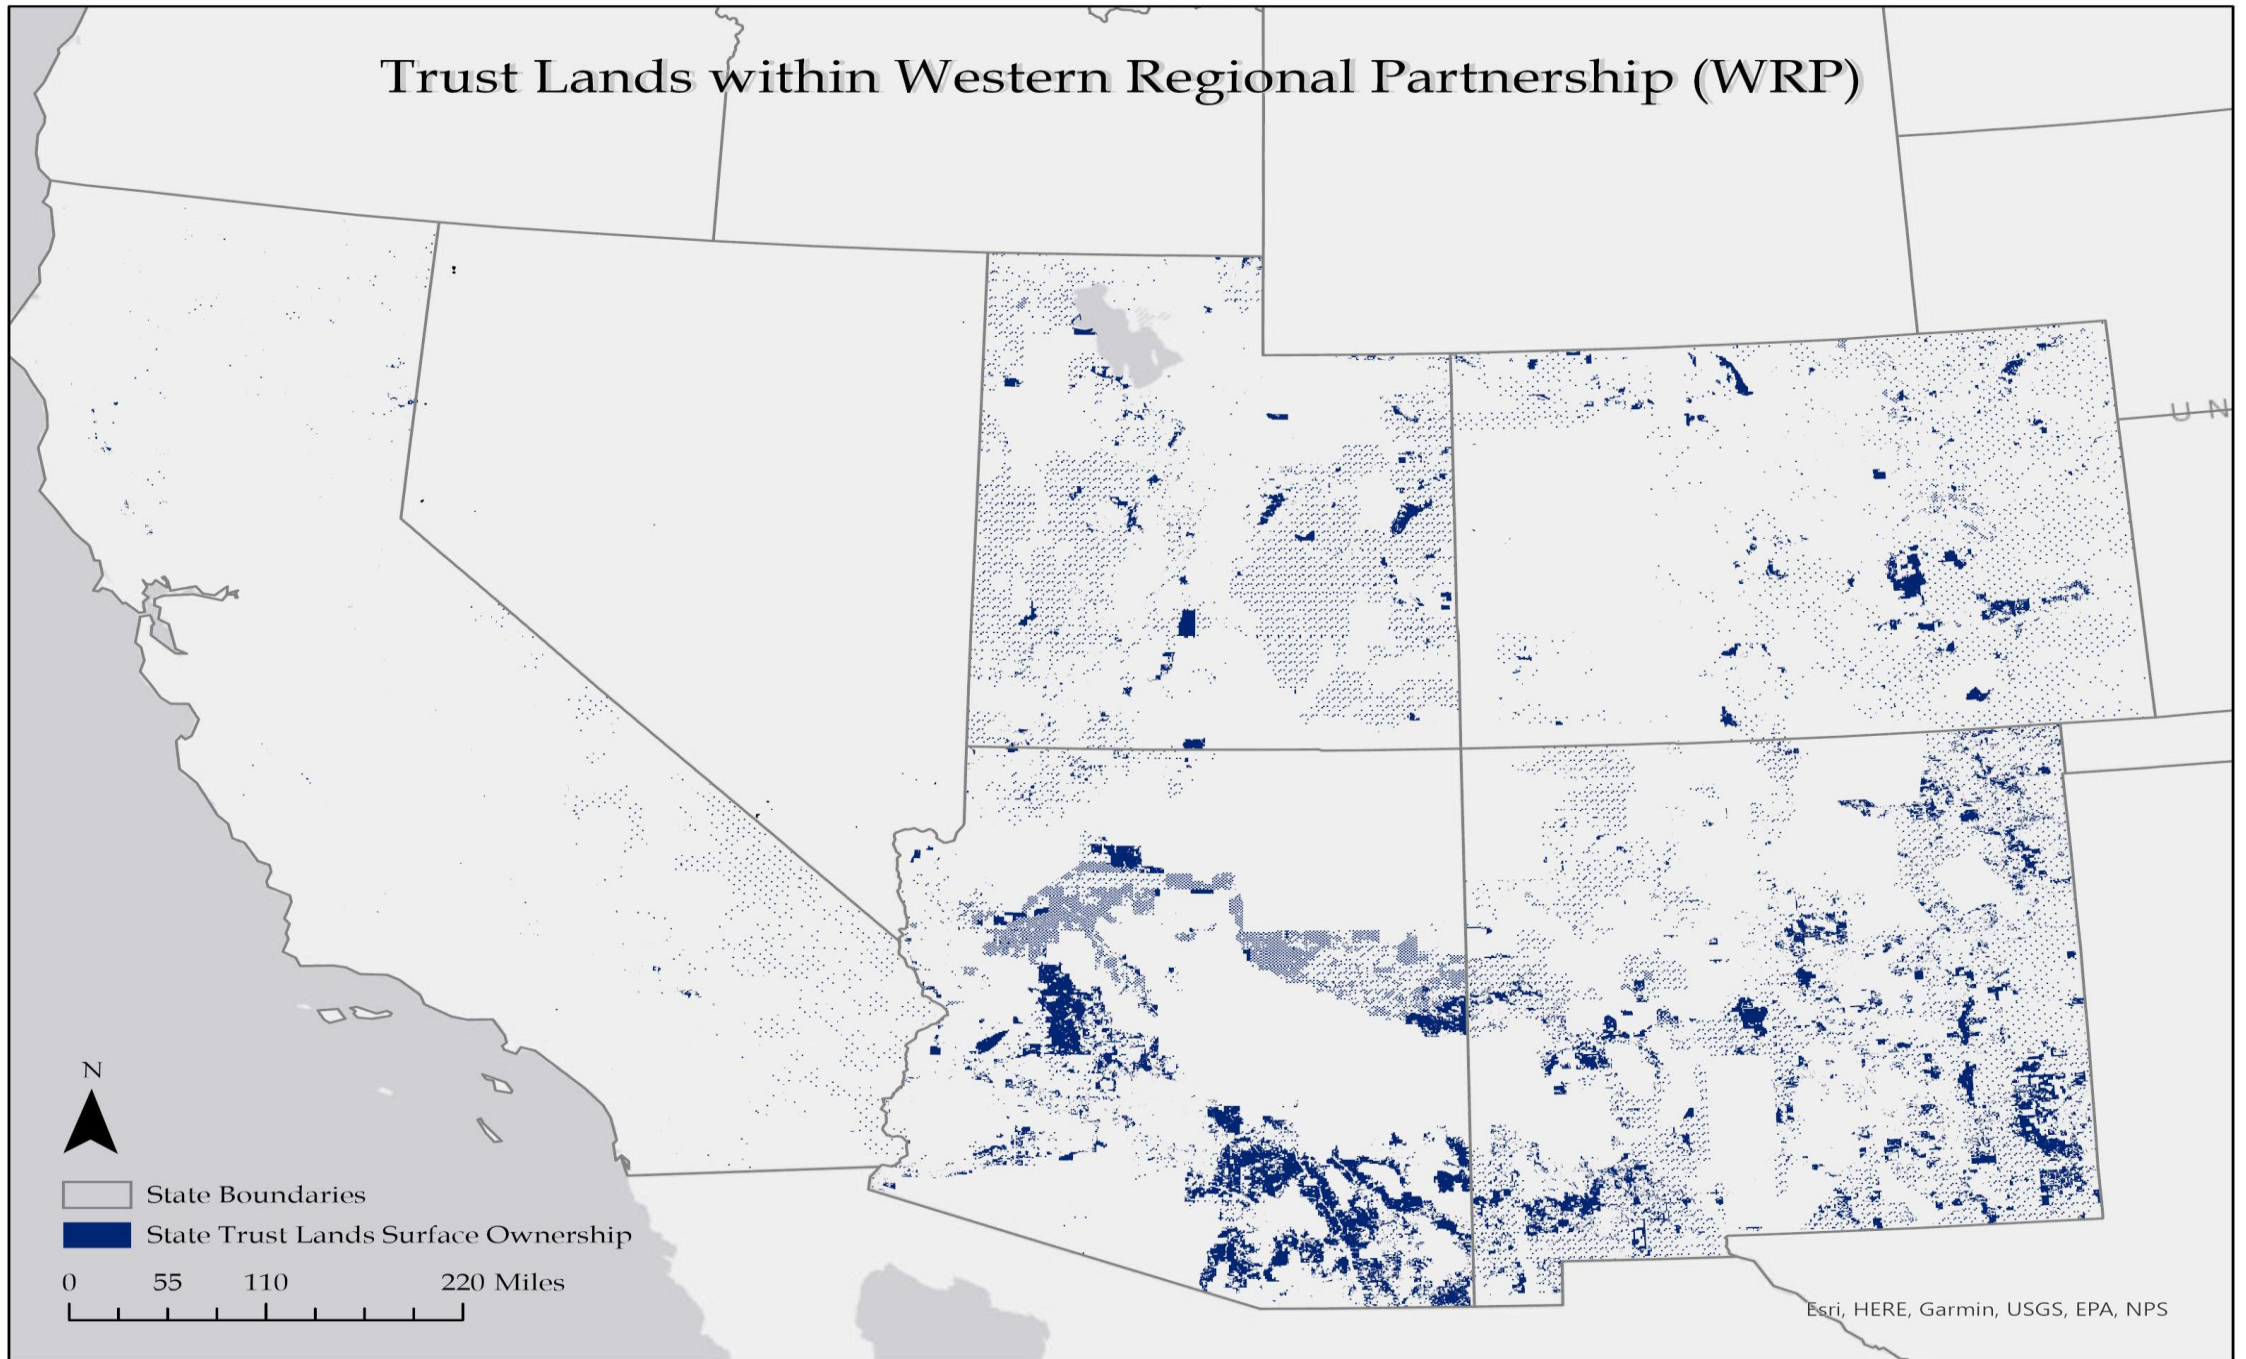 Trust Lands within Western Regional Partnership (WRP)
U N
N
State Boundaries
State Trust Lands Surface Ownership
0 55 110 220 Miles
Esri, HERE, Garmin, USGS, EPA, NPS